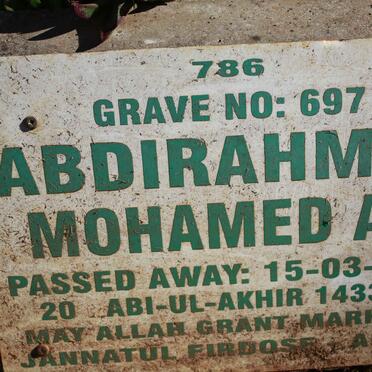 786
GRAVE NO: 697
ABDIRAHM
MOHAMED A
PASSED AWAY: 15-03-
20 ABI-UL-AKHIR 1433
MAY ALLAH GRANT MARH
JANNATUL FIRDOSE A